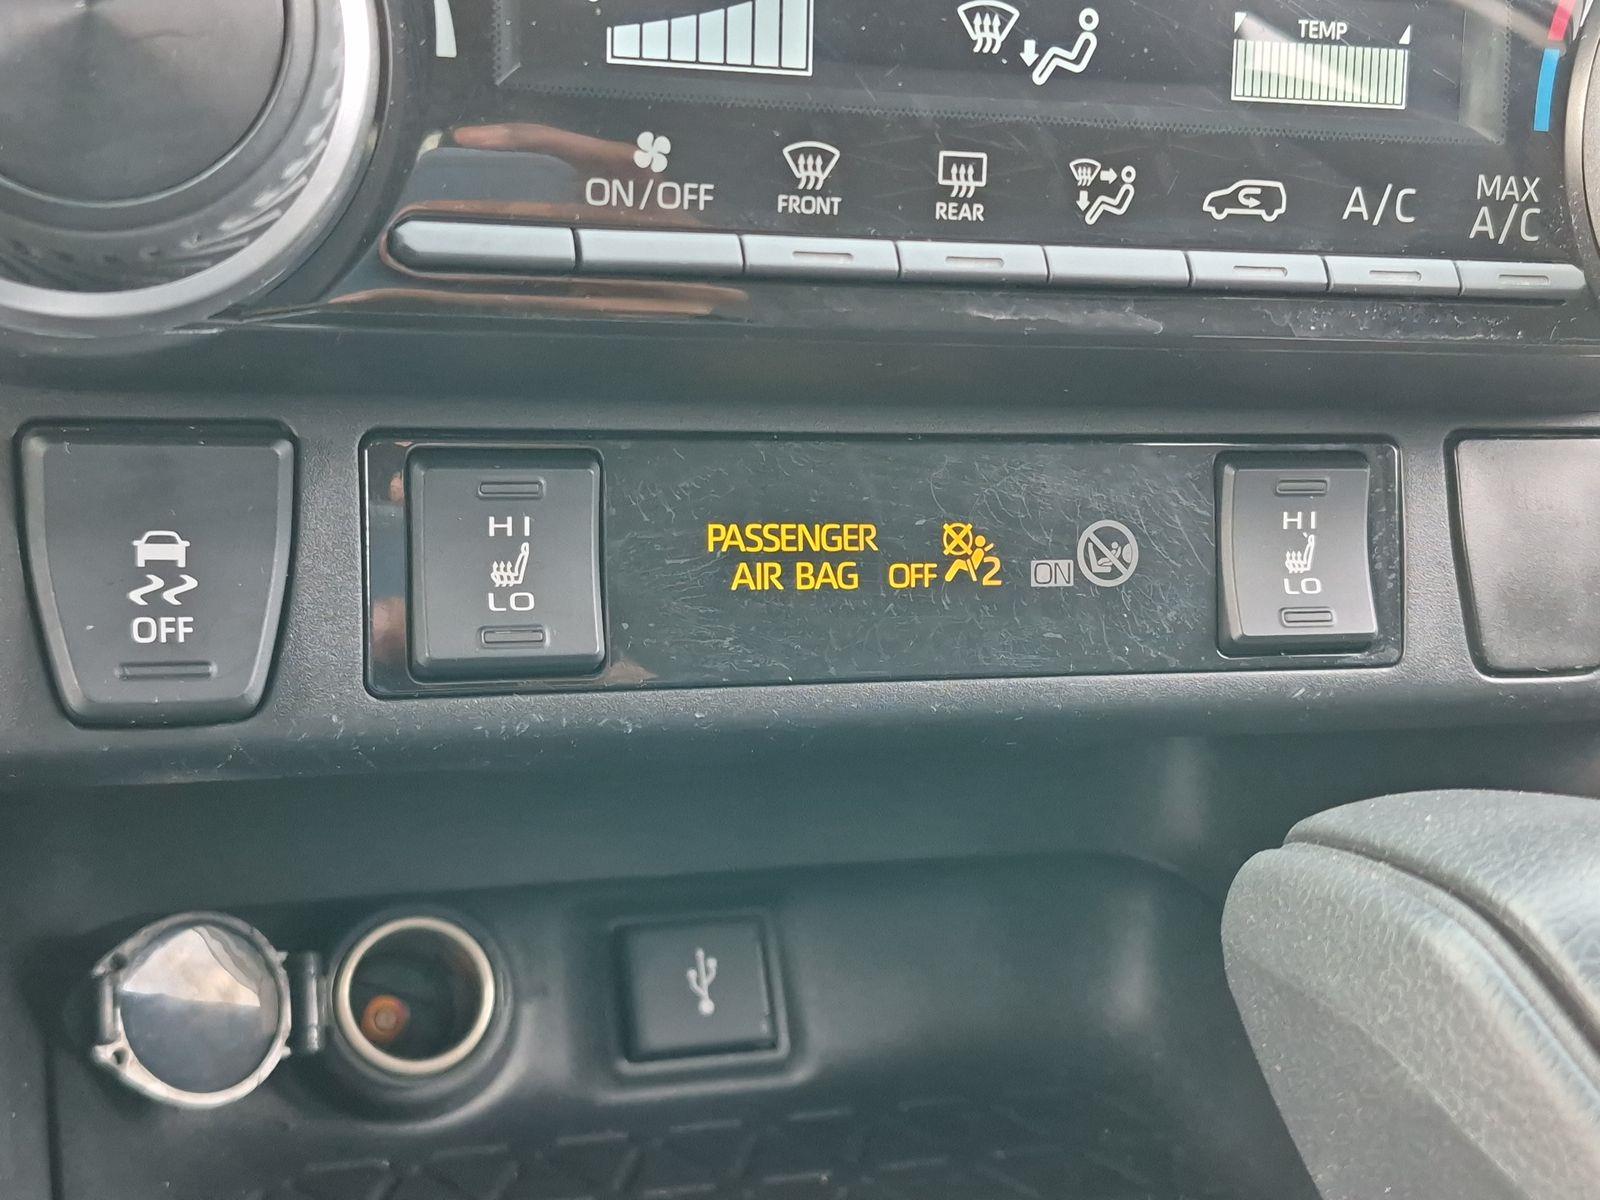 TEMP
ON/OFF
FRONT
REAR
A/C
MAX
A/C
OFF
HI
LO
PASSENGER
AIR BAG OFF 2 ON
HI
LO